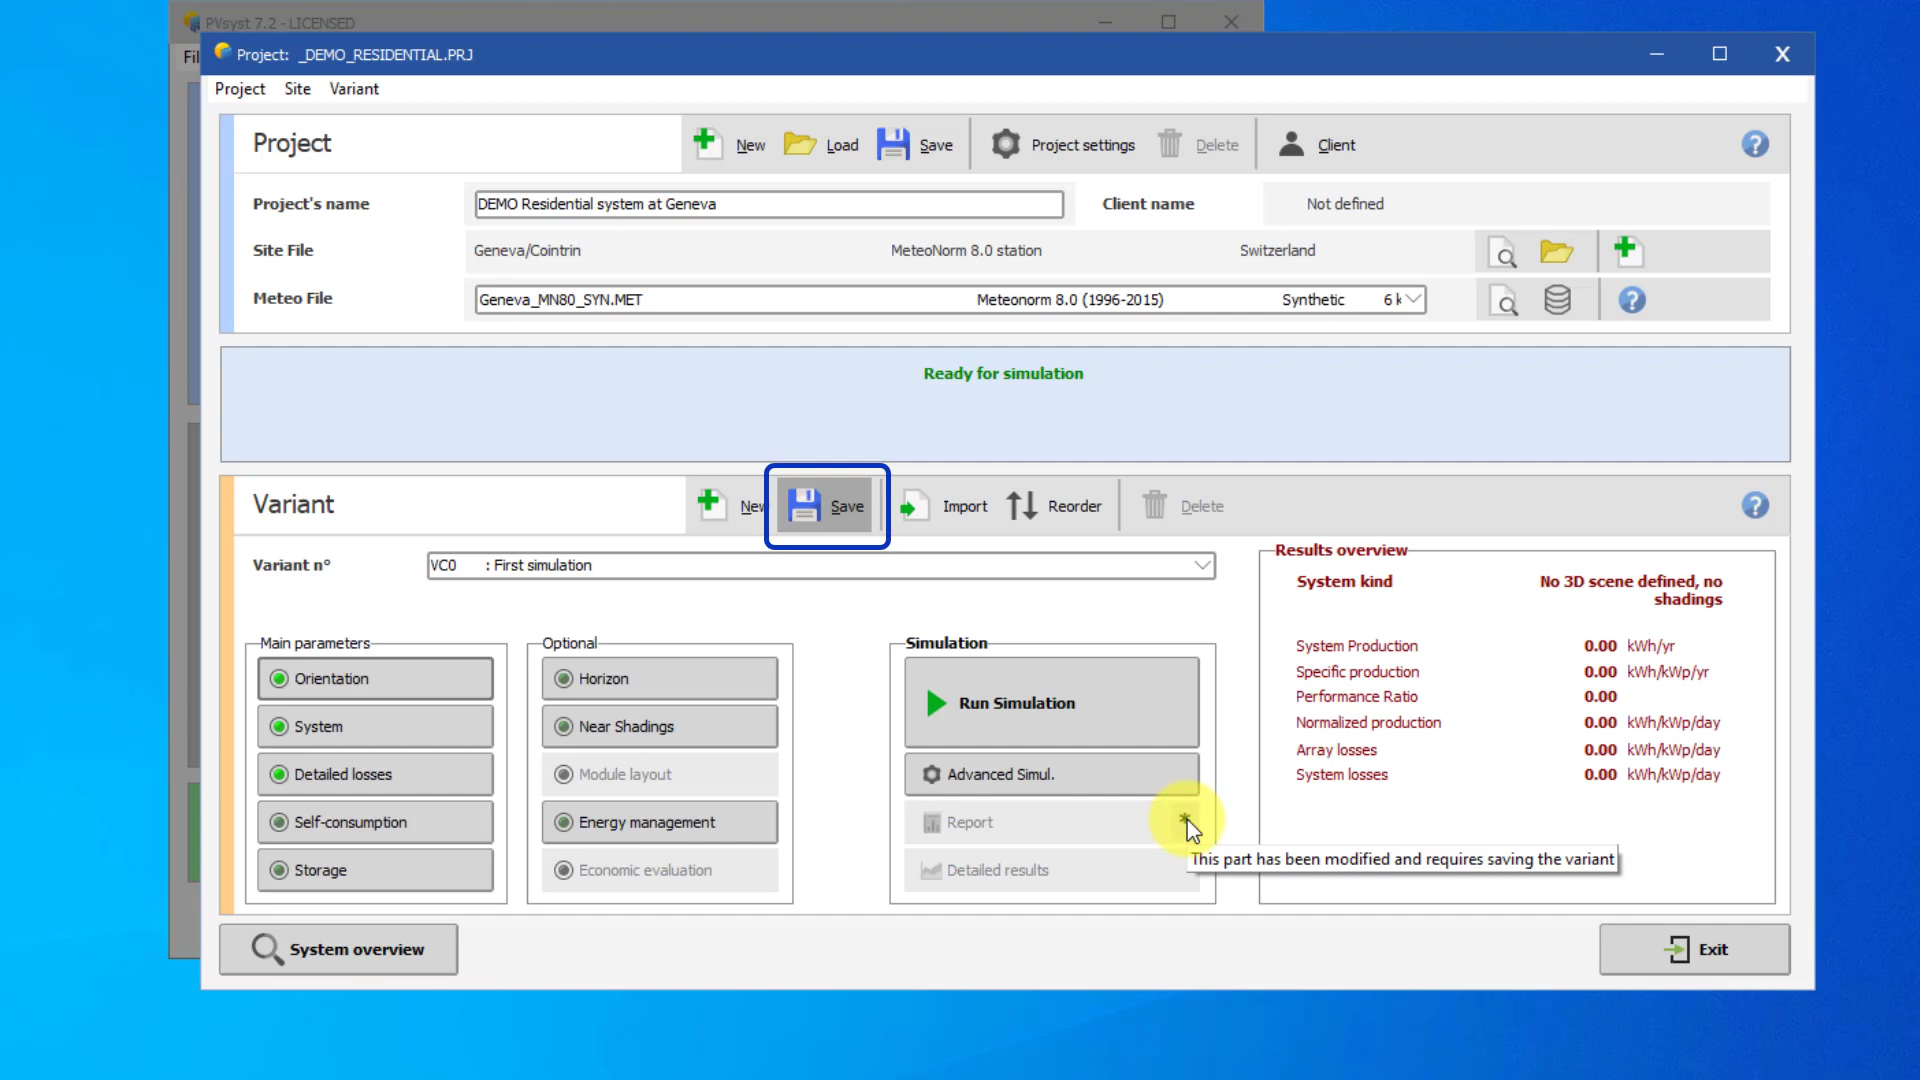 PVsyst 7.2 - LICENSED
Fil
Project: _DEMO_RESIDENTIAL.PRJ
Project Site Variant
Project
New Load Save Project settings Delete Client
Project's name DEMO Residential system at Geneva Client name Not defined
Site File Geneva/Cointrin MeteoNorm 8.0 station Switzerland
Meteo File Geneva_MN80_SYN.MET Meteonorm 8.0 (1996-2015) Synthetic 6 k
Ready for simulation
Variant
New Save Import Reorder Delete
Variant n° VC0 : First simulation
Main parameters
Orientation
System
Detailed losses
Self-consumption
Storage
Optional
Horizon
Near Shadings
Module layout
Energy management
Economic evaluation
Simulation
Run Simulation
Advanced Simul.
Report *
Detailed results
This part has been modified and requires saving the variant
Results overview
System kind No 3D scene defined, no
shadings
System Production 0.00 kWh/yr
Specific production 0.00 kWh/kWp/yr
Performance Ratio 0.00
Normalized production 0.00 kWh/kWp/day
Array losses 0.00 kWh/kWp/day
System losses 0.00 kWh/kWp/day
System overview
Exit